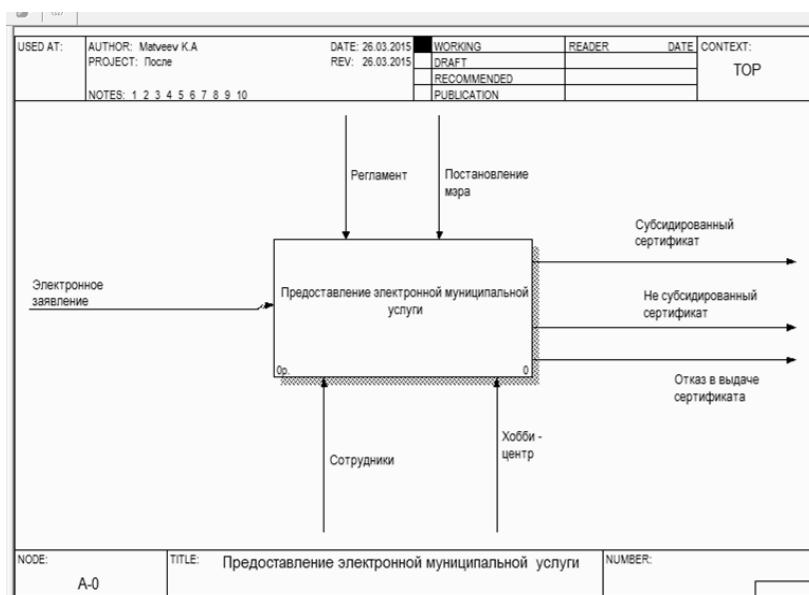 USED AT:
AUTHOR: Matveev K.A
DATE: 26.03.2015
WORKING
READER
DATE
CONTEXT:
PROJECT: После
REV: 26.03.2015
DRAFT
TOP
RECOMMENDED
NOTES: 1 2 3 4 5 6 7 8 9 10
PUBLICATION
Регламент
Постановление
мэра
Субсидированный
сертификат
Электронное
заявление
Предоставление электронной муниципальной
услуги
Не субсидированный
сертификат
0р.
0
Отказ в выдаче
сертификата
Хобби -
центр
Сотрудники
NODE:
TITLE:
Предоставление электронной муниципальной услуги
NUMBER:
A-0